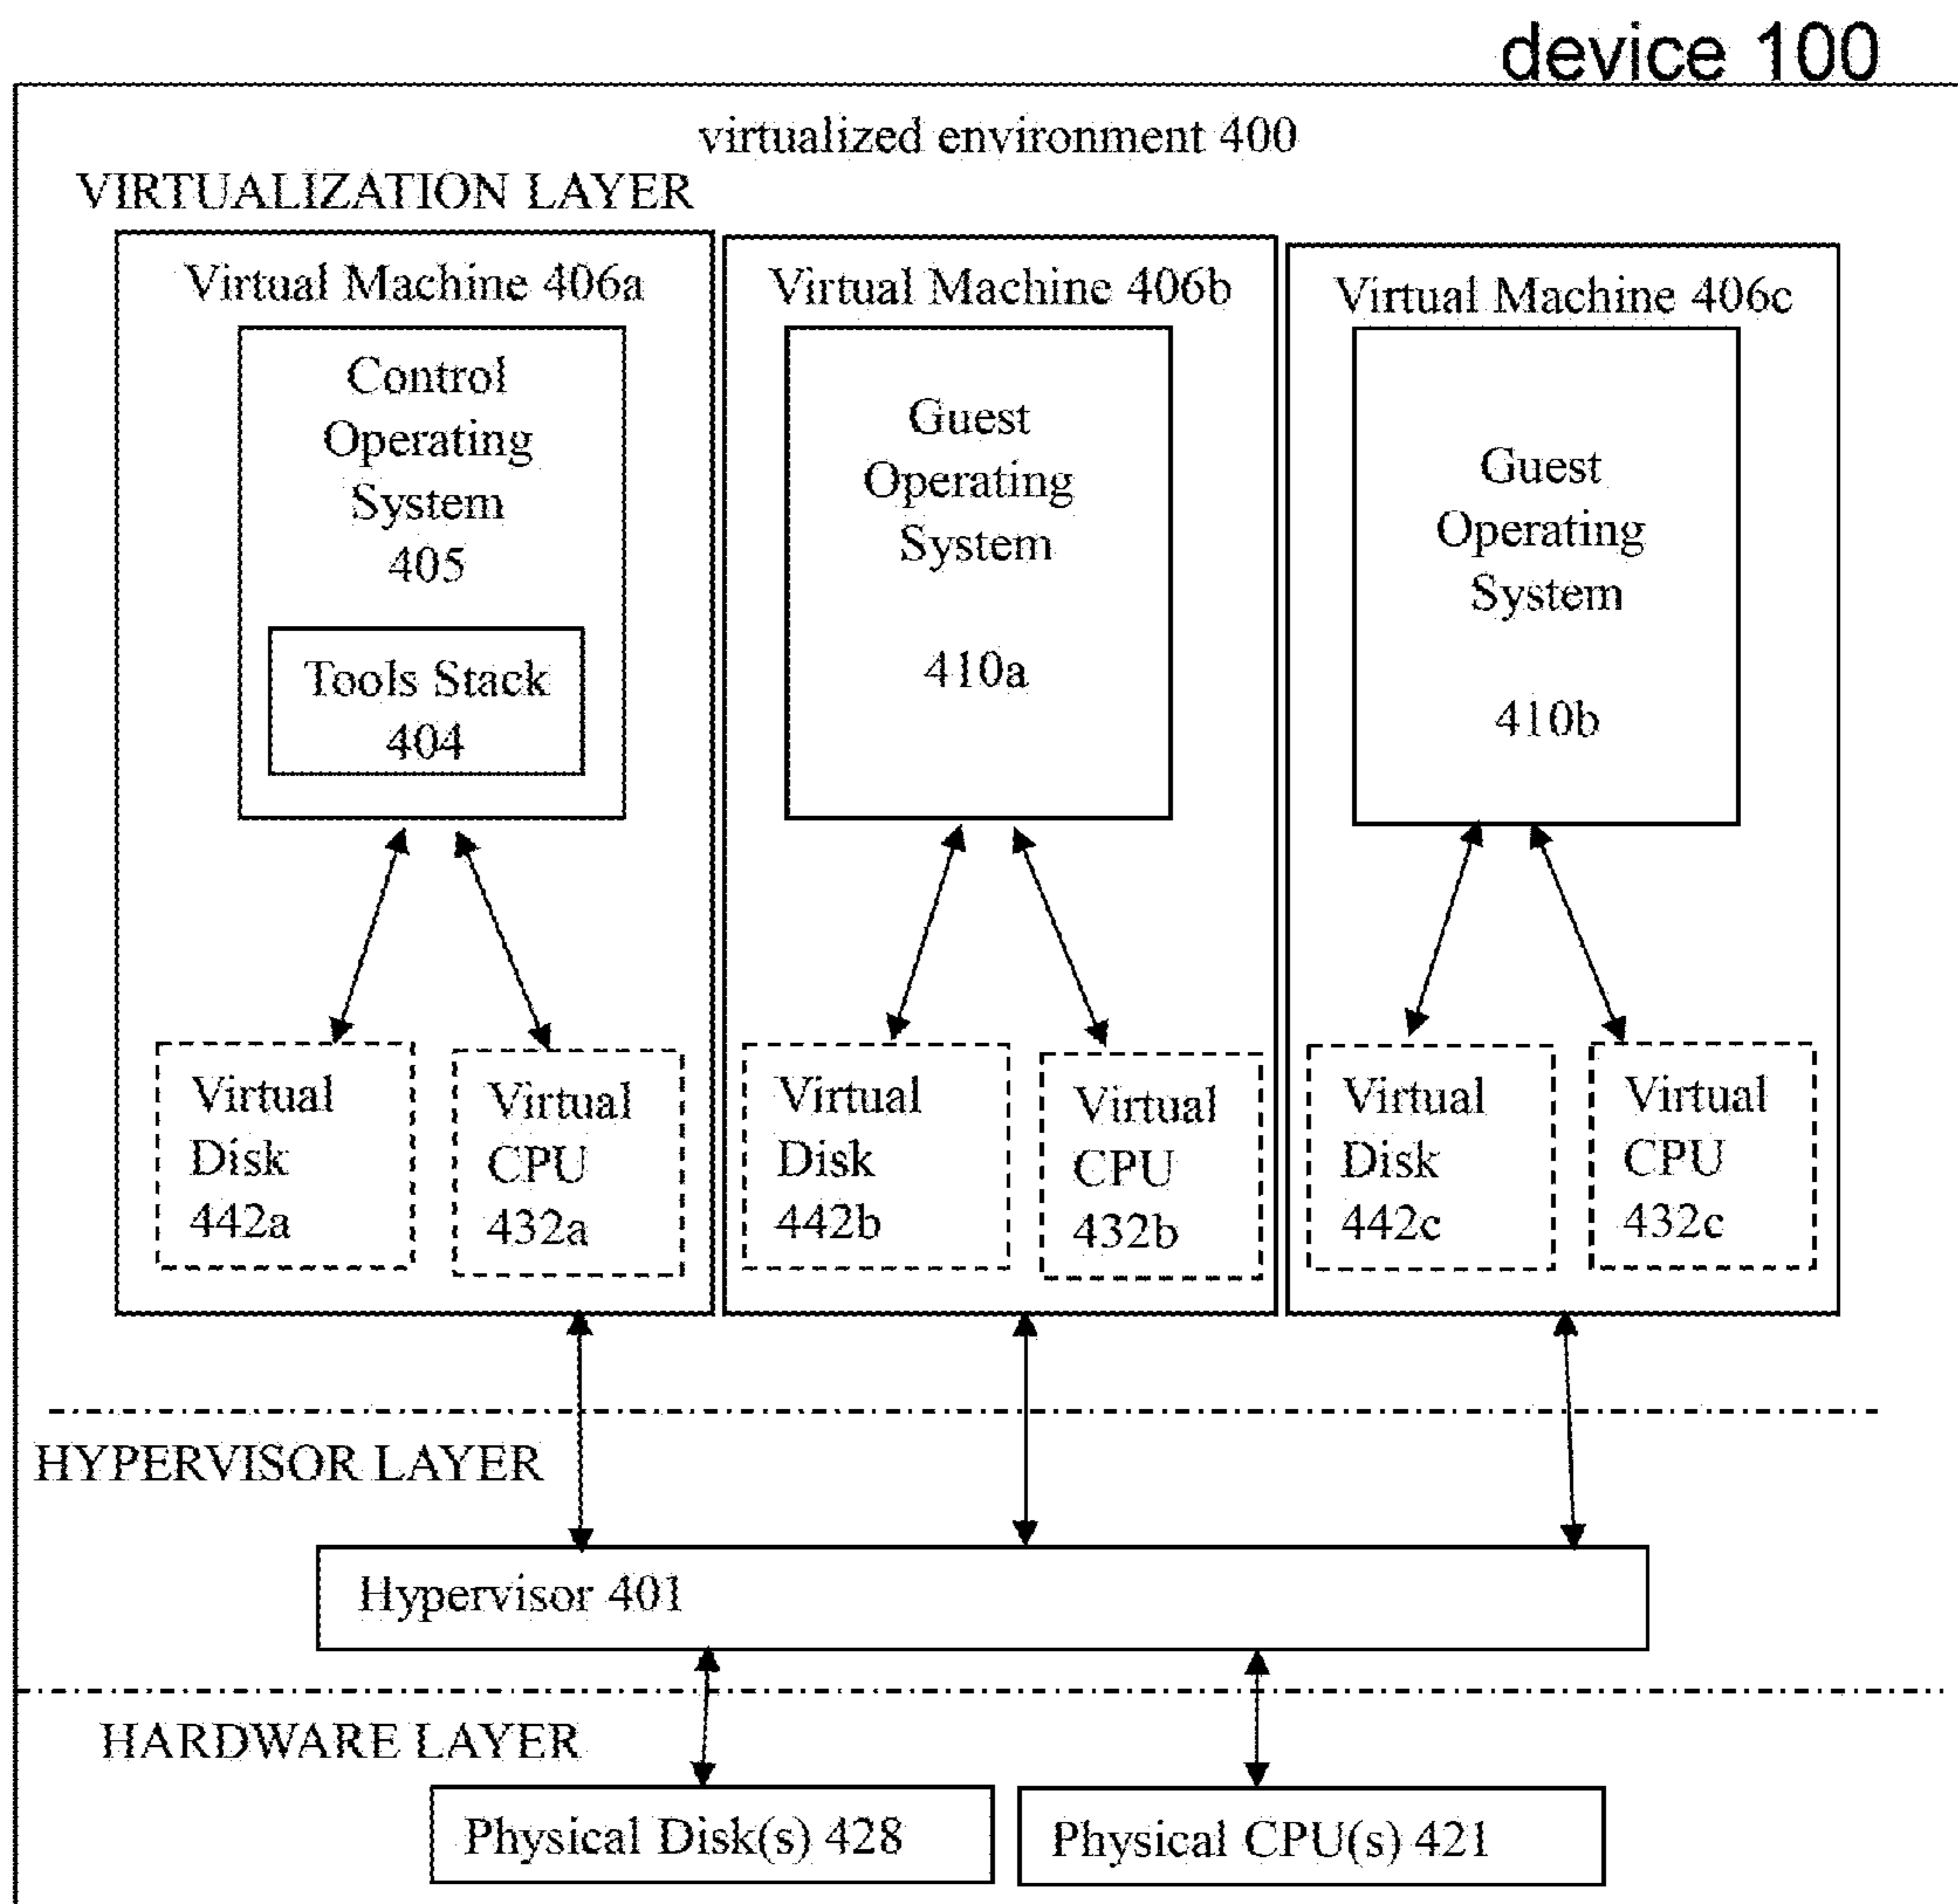 device 100
virtualized environment 400
VIRTUALIZATION LAYER
Virtual Machine 406a
Control
Operating
System
405
Tools Stack
404
Virtual
Disk
442a
Virtual
CPU
432a
Virtual Machine 406b
Guest
Operating
System
410a
Virtual
Disk
442b
Virtual
CPU
432b
Virtual Machine 406c
Guest
Operating
System
410b
Virtual
Disk
442c
Virtual
CPU
432c
HYPERVISOR LAYER
Hypervisor 401
HARDWARE LAYER
Physical Disk(s) 428
Physical CPU(s) 421